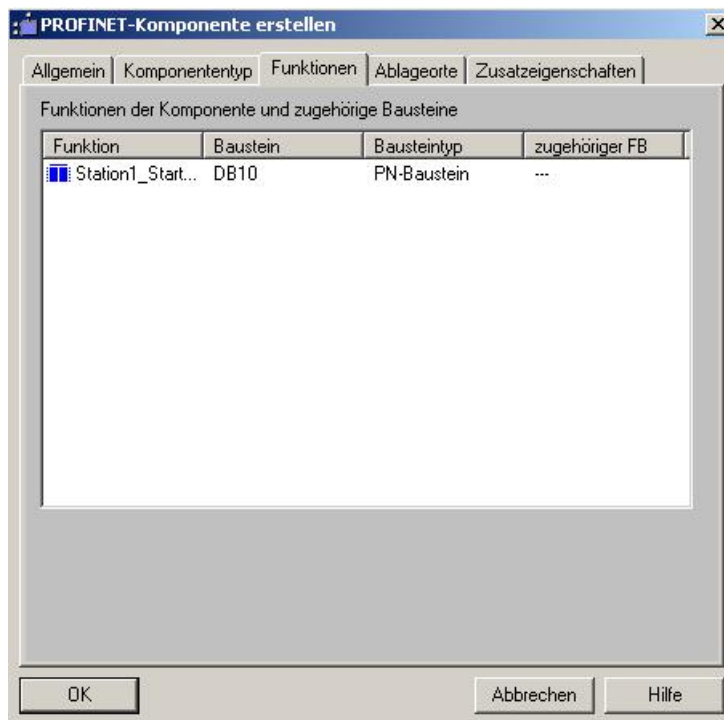 PROFINET-Komponente erstellen
Allgemein Komponententyp Funktionen Ablageorte Zusatzeigenschaften
Funktionen der Komponente und zugehörige Bausteine
Funktion Baustein Bausteintyp zugehöriger FB
Station1_Start... DB10 PN-Baustein ---
OK Abbrechen Hilfe